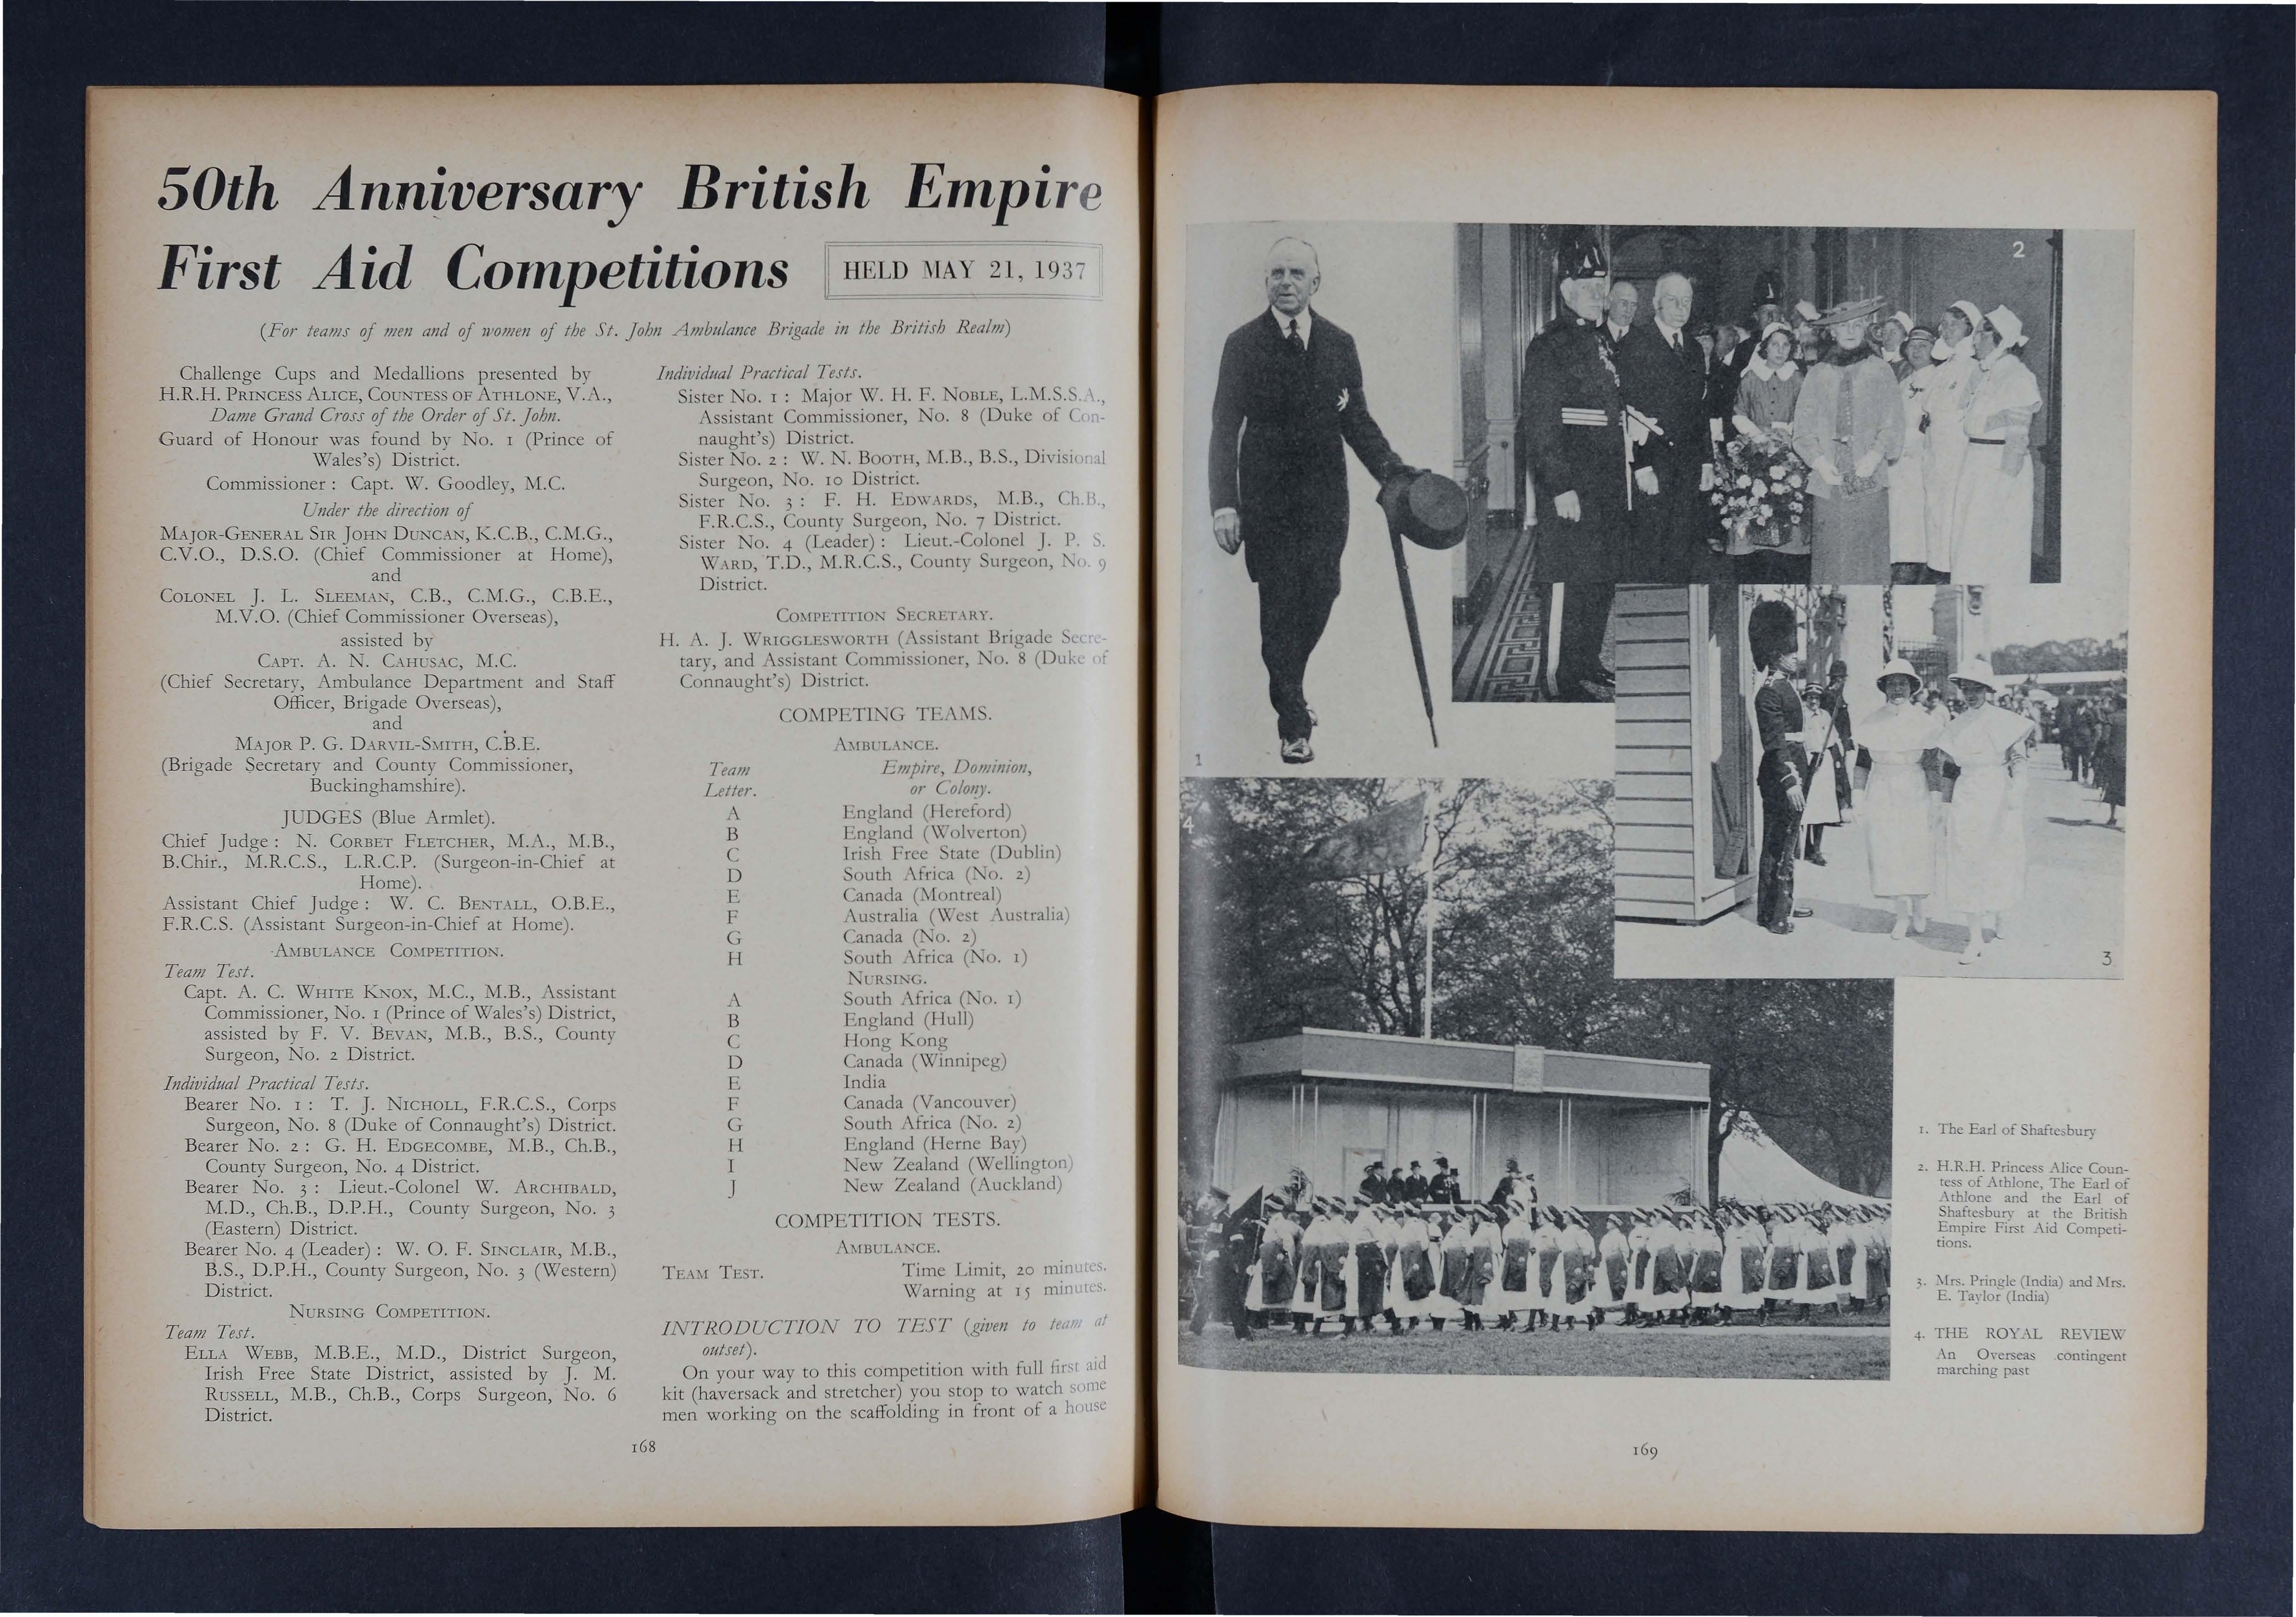 50th Anniversary British Empire
First Aid Competitions
HELD MAY 21, 1937
(For teams of men and of women of the St. John Ambulance Brigade in the British Realm)
Challenge Cups and Medallions presented by
H.R.H. PRINCESS ALICE, COUNTESS OF ATHLONE, V.A.,
Dame Grand Cross of the Order of St. John.
Guard of Honour was found by No. 1 (Prince of
Wales's) District.
Commissioner : Capt. W. Goodley, M.C.
Under the direction of
MAJOR-GENERAL SIR JOHN DUNCAN, K.C.B., C.M.G.,
C.V.O., D.S.O. (Chief Commissioner at Home),
and
COLONEL J. L. SLEEMAN, C.B., C.M.G., C.B.E.,
M.V.O. (Chief Commissioner Overseas),
assisted by
CAPT. A. N. CAHUSAC, M.C.
(Chief Secretary, Ambulance Department and Staff
Officer, Brigade Overseas),
and
MAJOR P. G. DARVIL-SMITH, C.B.E.
(Brigade Secretary and County Commissioner,
Buckinghamshire).
JUDGES (Blue Armlet).
Chief Judge : N. CORBET FLETCHER, M.A., M.B.,
B.Chir., M.R.C.S., L.R.C.P. (Surgeon-in-Chief at
Home).
Assistant Chief Judge : W. C. BENTALL, O.B.E.,
F.R.C.S. (Assistant Surgeon-in-Chief at Home).
AMBULANCE COMPETITION.
Team Test.
Capt. A. C. WHITE KNOX, M.C., M.B., Assistant
Commissioner, No. 1 (Prince of Wales's) District,
assisted by F. V. BEVAN, M.B., B.S., County
Surgeon, No. 2 District.
Individual Practical Tests.
Bearer No. 1 : T. J. NICHOLL, F.R.C.S., Corps
Surgeon, No. 8 (Duke of Connaught's) District.
Bearer No. 2 : G. H. EDGECOMBE, M.B., Ch.B.,
County Surgeon, No. 4 District.
Bearer No. 3 : Lieut.-Colonel W. ARCHIBALD,
M.D., Ch.B., D.P.H., County Surgeon, No. 3
(Eastern) District.
Bearer No. 4 (Leader) : W. O. F. SINCLAIR, M.B.,
B.S., D.P.H., County Surgeon, No. 3 (Western)
District.
NURSING COMPETITION.
Team Test.
ELLA WEBB, M.B.E., M.D., District Surgeon,
Irish Free State District, assisted by J. M.
RUSSELL, M.B., Ch.B., Corps Surgeon, No. 6
District.
Individual Practical Tests.
Sister No. 1 : Major W. H. F. NOBLE, L.M.S.S.A.,
Assistant Commissioner, No. 8 (Duke of Con-
naught's) District.
Sister No. 2 : W. N. BOOTH, M.B., B.S., Divisional
Surgeon, No. 10 District.
Sister No. 3 : F. H. EDWARDS, M.B., Ch.B.,
F.R.C.S., County Surgeon, No. 7 District.
Sister No. 4 (Leader) : Lieut.-Colonel J. P. S.
WARD, T.D., M.R.C.S., County Surgeon, No. 9
District.
COMPETITION SECRETARY.
H. A. J. WRIGGLESWORTH (Assistant Brigade Secre-
tary, and Assistant Commissioner, No. 8 (Duke of
Connaught's) District.
COMPETING TEAMS.
AMBULANCE.
Team Empire, Dominion,
Letter. or Colony.
A England (Hereford)
B England (Wolverton)
C Irish Free State (Dublin)
D South Africa (No. 2)
E Canada (Montreal)
F Australia (West Australia)
G Canada (No. 2)
H South Africa (No. 1)
NURSING.
A South Africa (No. 1)
B England (Hull)
C Hong Kong
D Canada (Winnipeg)
E India
F Canada (Vancouver)
G South Africa (No. 2)
H England (Herne Bay)
I New Zealand (Wellington)
J New Zealand (Auckland)
COMPETITION TESTS.
AMBULANCE.
TEAM TEST. Time Limit, 20 minutes.
Warning at 15 minutes.
INTRODUCTION TO TEST (given to team at
outset).
On your way to this competition with full first aid
kit (haversack and stretcher) you stop to watch some
men working on the scaffolding in front of a house
168
1
2
3
4
1. The Earl of Shaftesbury
2. H.R.H. Princess Alice Coun-
tess of Athlone, The Earl of
Athlone and the Earl of
Shaftesbury at the British
Empire First Aid Competi-
tions.
3. Mrs. Pringle (India) and Mrs.
E. Taylor (India)
4. THE ROYAL REVIEW
An Overseas contingent
marching past
169